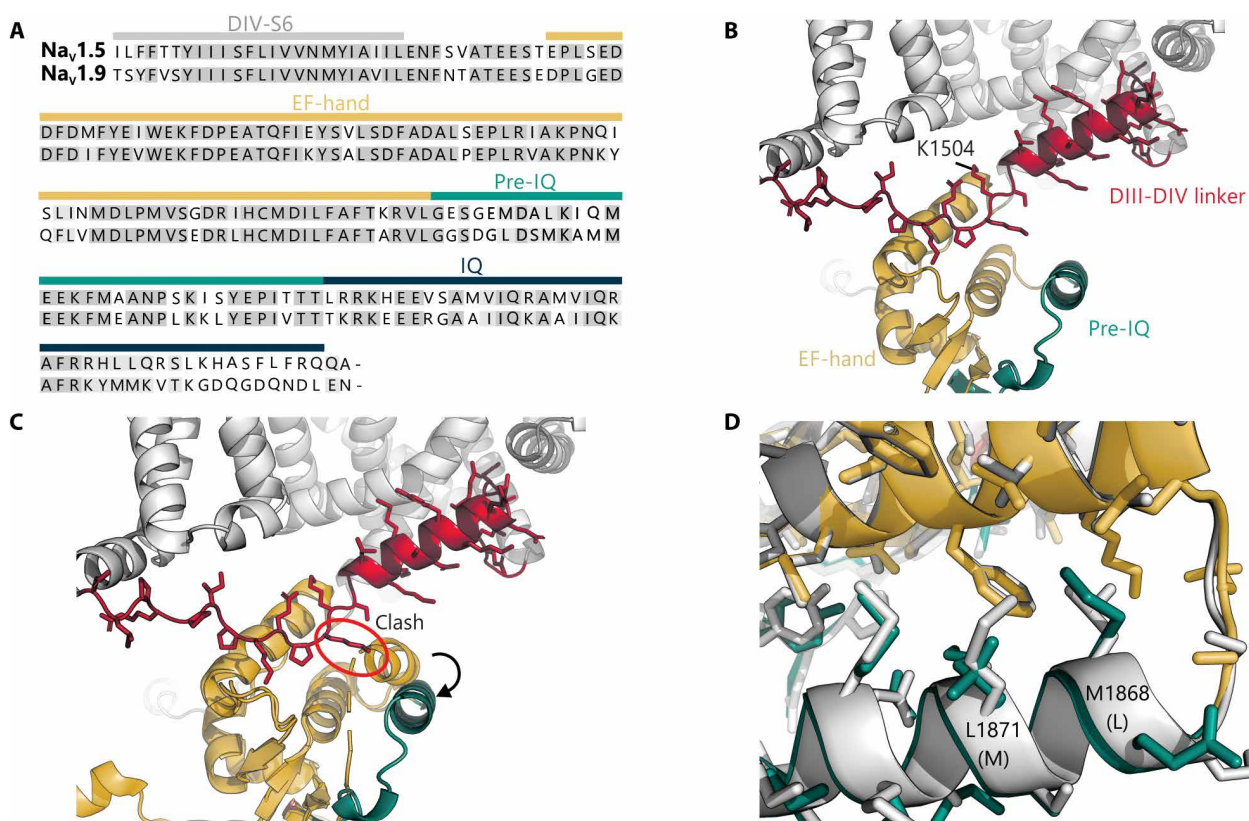 A
DIV-S6
Nav1.5 ILFFTTYIIISFLIVVNMYIAIILENFSVATEESTEPLSED
Nav1.9 TSYFVSYIIISFLIVVNMYIAVILENFNTATEESEDPLGED
EF-hand
DFDMFYEIWEKFDPEATQFIEYSVLSDFADALSEPLRIAKPNQI
DFDIFYEVWEKFDPEATQFIKYSALSDFADALPEPLRVAKPNKY
Pre-IQ
SLINMDLPMVSGDRIHCMDILFAFTKRVLGESGEMDALKIQM
QFLVMDLPMVSEDRLHCMDILFAFTARVLGGSDGLDSMKAMM
IQ
EEKFMAANPSKISYEPITTTLRRKHEEVSAMVIQRAMVIQR
EEKFMEANPLKKLYEPIVTTTKRKEEERGAAIIQKAAIIQK
AFRRHLLQRSLKHASFLFRQQA-
AFRKYMMKVTKGDQGDQNDLEN-
B
K1504
DIII-DIV linker
Pre-IQ
EF-hand
C
Clash
D
M1868
(L)
L1871
(M)